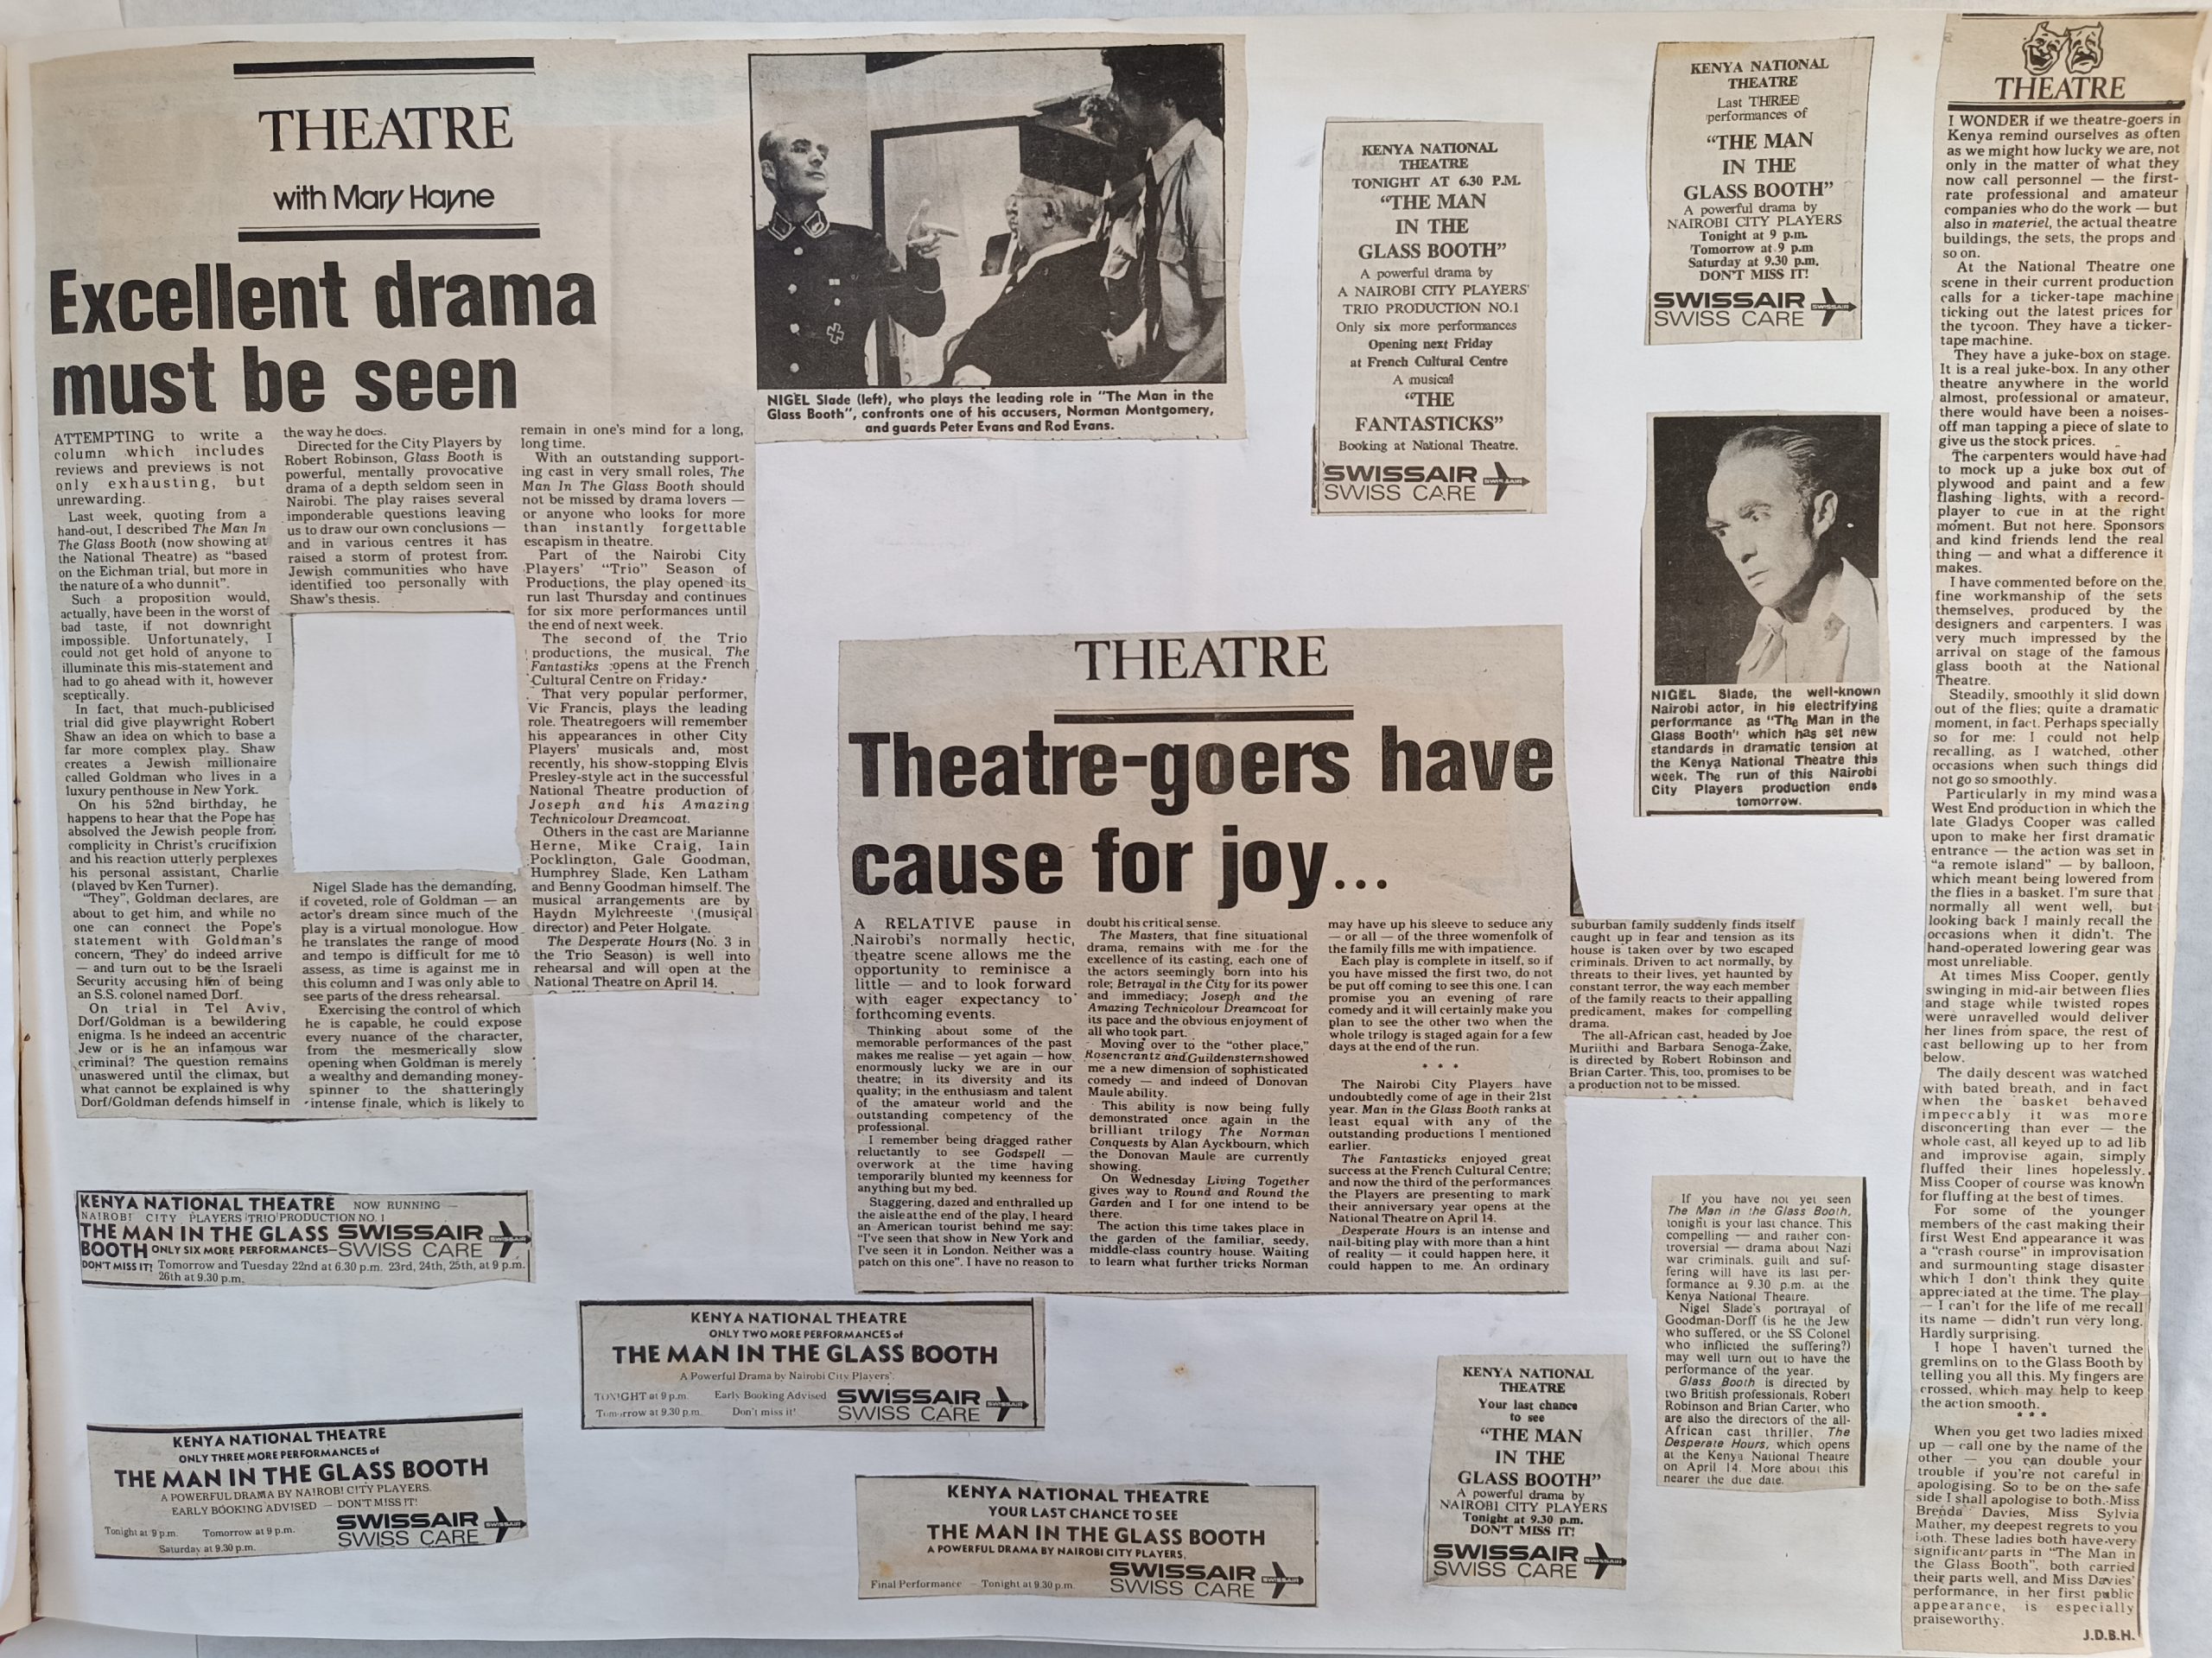 THEATRE
with Mary Hayne
Excellent drama
must be seen
ATTEMPTING to write a
column which includes
reviews and previews is not
only exhausting, but
unrewarding.
Last week, quoting from a
hand-out, I described The Man In
The Glass Booth (now showing at
the National Theatre) as "based
on the Eichman trial, but more in
the nature of a who dunnit".
Such a proposition would,
actually, have been in the worst of
bad taste, if not downright
impossible. Unfortunately, I
could not get hold of anyone to
illuminate this mis-statement and
had to go ahead with it, however
sceptically.
In fact, that much-publicised
trial did give playwright Robert
Shaw an idea on which to base a
far more complex play. Shaw
creates a Jewish millionaire
called Goldman who lives in a
luxury penthouse in New York.
On his 52nd birthday, he
happens to hear that the Pope has
absolved the Jewish people from
complicity in Christ's crucifixion
and his reaction utterly perplexes
his personal assistant, Charlie
(played by Ken Turner).
"They", Goldman declares, are
about to get him, and while no
one can connect the Pope's
statement with Goldman's
concern, 'They' do indeed arrive
— and turn out to be the Israeli
Security accusing him of being
an S.S. colonel named Dorf.
On trial in Tel Aviv,
Dorf/Goldman is a bewildering
enigma. Is he indeed an accentric
Jew or is he an infamous war
criminal? The question remains
unaswered until the climax, but
what cannot be explained is why
Dorf/Goldman defends himself in
the way he does.
Directed for the City Players by
Robert Robinson, Glass Booth is
powerful, mentally provocative
drama of a depth seldom seen in
Nairobi. The play raises several
imponderable questions leaving
us to draw our own conclusions —
and in various centres it has
raised a storm of protest from
Jewish communities who have
identified too personally with
Shaw's thesis.
Nigel Slade has the demanding,
if coveted, role of Goldman — an
actor's dream since much of the
play is a virtual monologue. How
he translates the range of mood
and tempo is difficult for me to
assess, as time is against me in
this column and I was only able to
see parts of the dress rehearsal.
Exercising the control of which
he is capable, he could expose
every nuance of the character,
from the mesmerically slow
opening when Goldman is merely
a wealthy and demanding money-
spinner to the shatteringly
intense finale, which is likely to
remain in one's mind for a long,
long time.
With an outstanding support-
ing cast in very small roles, The
Man In The Glass Booth should
not be missed by drama lovers —
or anyone who looks for more
than instantly forgettable
escapism in theatre.
Part of the Nairobi City
Players' "Trio" Season of
Productions, the play opened its
run last Thursday and continues
for six more performances until
the end of next week.
The second of the Trio
productions, the musical, The
Fantastiks opens at the French
Cultural Centre on Friday.
That very popular performer,
Vic Francis, plays the leading
role. Theatregoers will remember
his appearances in other City
Players' musicals and, most
recently, his show-stopping Elvis
Presley-style act in the successful
National Theatre production of
Joseph and his Amazing
Technicolour Dreamcoat.
Others in the cast are Marianne
Herne, Mike Craig, Iain
Pocklington, Gale Goodman,
Humphrey Slade, Ken Latham
and Benny Goodman himself. The
musical arrangements are by
Haydn Mylchreeste (musical
director) and Peter Holgate.
The Desperate Hours (No. 3 in
the Trio Season) is well into
rehearsal and will open at the
National Theatre on April 14.
NIGEL Slade (left), who plays the leading role in "The Man in the
Glass Booth", confronts one of his accusers, Norman Montgomery,
and guards Peter Evans and Rod Evans.
KENYA NATIONAL
THEATRE
TONIGHT AT 6.30 P.M.
"THE MAN
IN THE
GLASS BOOTH"
A powerful drama by
A NAIROBI CITY PLAYERS'
TRIO PRODUCTION NO.1
Only six more performances
Opening next Friday
at French Cultural Centre
A musical
"THE
FANTASTICKS"
Booking at National Theatre.
SWISSAIR
SWISS CARE
KENYA NATIONAL
THEATRE
Last THREE
performances of
"THE MAN
IN THE
GLASS BOOTH"
A powerful drama by
NAIROBI CITY PLAYERS
Tonight at 9 p.m.
Tomorrow at 9 p.m
Saturday at 9.30 p.m.
DON'T MISS IT!
SWISSAIR SWISSAIR
SWISS CARE
NIGEL Slade, the well-known
Nairobi actor, in his electrifying
performance as "The Man in the
Glass Booth" which has set new
standards in dramatic tension at
the Kenya National Theatre this
week. The run of this Nairobi
City Players production ends
tomorrow.
THEATRE
Theatre-goers have
cause for joy...
A RELATIVE pause in
Nairobi's normally hectic,
theatre scene allows me the
opportunity to reminisce a
little — and to look forward
with eager expectancy to
forthcoming events.
Thinking about some of the
memorable performances of the past
makes me realise — yet again — how
enormously lucky we are in our
theatre; in its diversity and its
quality; in the enthusiasm and talent
of the amateur world and the
outstanding competency of the
professional.
I remember being dragged rather
reluctantly to see Godspell —
overwork at the time having
temporarily blunted my keenness for
anything but my bed.
Staggering, dazed and enthralled up
the aisle at the end of the play, I heard
an American tourist behind me say:
"I've seen that show in New York and
I've seen it in London. Neither was a
patch on this one". I have no reason to
doubt his critical sense.
The Masters, that fine situational
drama, remains with me for the
excellence of its casting, each one of
the actors seemingly born into his
role; Betrayal in the City for its power
and immediacy; Joseph and the
Amazing Technicolour Dreamcoat for
its pace and the obvious enjoyment of
all who took part.
Moving over to the "other place,"
Rosencrantz and Guildenstern showed
me a new dimension of sophisticated
comedy — and indeed of Donovan
Maule ability.
This ability is now being fully
demonstrated once again in the
brilliant trilogy The Norman
Conquests by Alan Ayckbourn, which
the Donovan Maule are currently
showing.
On Wednesday Living Together
gives way to Round and Round the
Garden and I for one intend to be
there.
The action this time takes place in
the garden of the familiar, seedy,
middle-class country house. Waiting
to learn what further tricks Norman
may have up his sleeve to seduce any
— or all — of the three womenfolk of
the family fills me with impatience.
Each play is complete in itself, so if
you have missed the first two, do not
be put off coming to see this one. I can
promise you an evening of rare
comedy and it will certainly make you
plan to see the other two when the
whole trilogy is staged again for a few
days at the end of the run.
* * *
The Nairobi City Players have
undoubtedly come of age in their 21st
year. Man in the Glass Booth ranks at
least equal with any of the
outstanding productions I mentioned
earlier.
The Fantasticks enjoyed great
success at the French Cultural Centre;
and now the third of the performances
the Players are presenting to mark
their anniversary year opens at the
National Theatre on April 14.
Desperate Hours is an intense and
nail-biting play with more than a hint
of reality — it could happen here, it
could happen to me. An ordinary
suburban family suddenly finds itself
caught up in fear and tension as its
house is taken over by two escaped
criminals. Driven to act normally, by
threats to their lives, yet haunted by
constant terror, the way each member
of the family reacts to their appalling
predicament, makes for compelling
drama.
The all-African cast, headed by Joe
Muriithi and Barbara Senoga-Zake,
is directed by Robert Robinson and
Brian Carter. This, too, promises to be
a production not to be missed.
KENYA NATIONAL THEATRE NOW RUNNING —
NAIROBI CITY PLAYERS 'TRIO' PRODUCTION NO. 1
THE MAN IN THE GLASS
BOOTH ONLY SIX MORE PERFORMANCES—
SWISSAIR
SWISS CARE
DON'T MISS IT! Tomorrow and Tuesday 22nd at 6.30 p.m. 23rd, 24th, 25th, at 9 p.m.
26th at 9.30 p.m.
KENYA NATIONAL THEATRE
ONLY TWO MORE PERFORMANCES of
THE MAN IN THE GLASS BOOTH
A Powerful Drama by Nairobi City Players'.
TONIGHT at 9 p.m. Early Booking Advised
Tomorrow at 9.30 p.m. Don't miss it!
SWISSAIR
SWISS CARE
KENYA NATIONAL THEATRE
ONLY THREE MORE PERFORMANCES of
THE MAN IN THE GLASS BOOTH
A POWERFUL DRAMA BY NAIROBI CITY PLAYERS.
EARLY BOOKING ADVISED — DON'T MISS IT!
Tonight at 9 p.m. Tomorrow at 9 p.m.
Saturday at 9.30 p.m.
SWISSAIR
SWISS CARE
KENYA NATIONAL THEATRE
YOUR LAST CHANCE TO SEE
THE MAN IN THE GLASS BOOTH
A POWERFUL DRAMA BY NAIROBI CITY PLAYERS,
Final Performance — Tonight at 9.30 p.m.
SWISSAIR
SWISS CARE
KENYA NATIONAL
THEATRE
Your last chance
to see
"THE MAN
IN THE
GLASS BOOTH"
A powerful drama by
NAIROBI CITY PLAYERS
Tonight at 9.30 p.m.
DON'T MISS IT!
SWISSAIR
SWISS CARE
If you have not yet seen
The Man in the Glass Booth,
tonight is your last chance. This
compelling — and rather con-
troversial — drama about Nazi
war criminals, guilt and suf-
fering will have its last per-
formance at 9.30 p.m. at the
Kenya National Theatre.
Nigel Slade's portrayal of
Goodman-Dorff (is he the Jew
who suffered, or the SS Colonel
who inflicted the suffering?)
may well turn out to have the
performance of the year.
Glass Booth is directed by
two British professionals, Robert
Robinson and Brian Carter, who
are also the directors of the all-
African cast thriller, The
Desperate Hours, which opens
at the Kenya National Theatre
on April 14. More about this
nearer the due date.
THEATRE
I WONDER if we theatre-goers in
Kenya remind ourselves as often
as we might how lucky we are, not
only in the matter of what they
now call personnel — the first-
rate professional and amateur
companies who do the work — but
also in materiel, the actual theatre
buildings, the sets, the props and
so on.
At the National Theatre one
scene in their current production
calls for a ticker-tape machine
ticking out the latest prices for
the tycoon. They have a ticker-
tape machine.
They have a juke-box on stage.
It is a real juke-box. In any other
theatre anywhere in the world
almost, professional or amateur,
there would have been a noises-
off man tapping a piece of slate to
give us the stock prices.
The carpenters would have had
to mock up a juke box out of
plywood and paint and a few
flashing lights, with a record-
player to cue in at the right
moment. But not here. Sponsors
and kind friends lend the real
thing — and what a difference it
makes.
I have commented before on the
fine workmanship of the sets
themselves, produced by the
designers and carpenters. I was
very much impressed by the
arrival on stage of the famous
glass booth at the National
Theatre.
Steadily, smoothly it slid down
out of the flies; quite a dramatic
moment, in fact. Perhaps specially
so for me: I could not help
recalling, as I watched, other
occasions when such things did
not go so smoothly.
Particularly in my mind was a
West End production in which the
late Gladys Cooper was called
upon to make her first dramatic
entrance — the action was set in
"a remote island" — by balloon,
which meant being lowered from
the flies in a basket. I'm sure that
normally all went well, but
looking back I mainly recall the
occasions when it didn't. The
hand-operated lowering gear was
most unreliable.
At times Miss Cooper, gently
swinging in mid-air between flies
and stage while twisted ropes
were unravelled would deliver
her lines from space, the rest of
cast bellowing up to her from
below.
The daily descent was watched
with bated breath, and in fact
when the basket behaved
impeccably it was more
disconcerting than ever — the
whole cast, all keyed up to ad lib
and improvise again, simply
fluffed their lines hopelessly.
Miss Cooper of course was known
for fluffing at the best of times.
For some of the younger
members of the cast making their
first West End appearance it was
a "crash course" in improvisation
and surmounting stage disaster
which I don't think they quite
appreciated at the time. The play
— I can't for the life of me recall
its name — didn't run very long.
Hardly surprising.
I hope I haven't turned the
gremlins on to the Glass Booth by
telling you all this. My fingers are
crossed, which may help to keep
the action smooth.
* * *
When you get two ladies mixed
up — call one by the name of the
other — you can double your
trouble if you're not careful in
apologising. So to be on the safe
side I shall apologise to both. Miss
Brenda Davies, Miss Sylvia
Mather, my deepest regrets to you
both. These ladies both have very
significant parts in "The Man in
the Glass Booth", both carried
their parts well, and Miss Davies'
performance, in her first public
appearance, is especially
praiseworthy.
J.D.B.H.